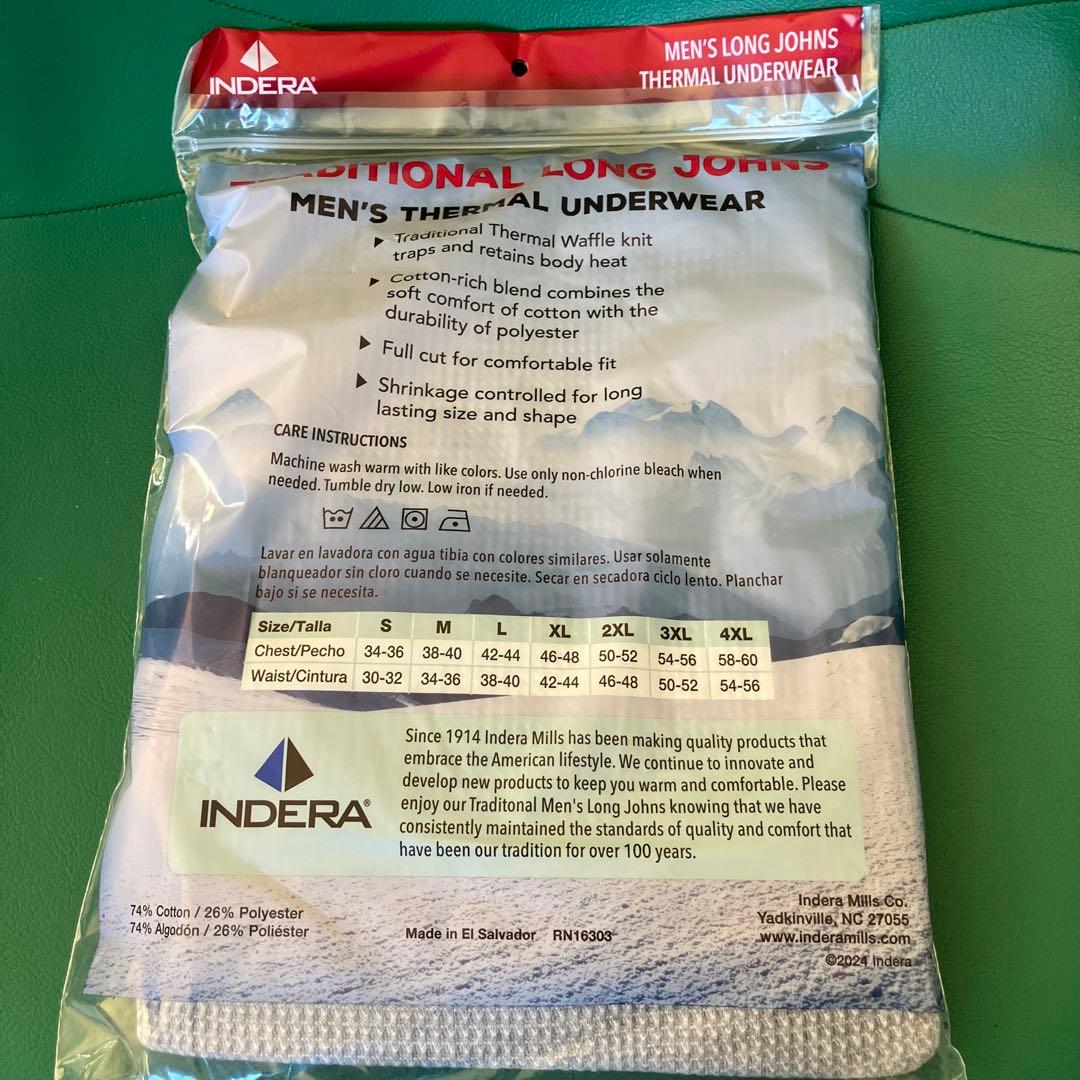 INDERA®
MEN'S LONG JOHNS
THERMAL UNDERWEAR
TRADITIONAL LONG JOHNS
MEN'S THERMAL UNDERWEAR
Traditional Thermal Waffle knit
traps and retains body heat
Cotton-rich blend combines the
soft comfort of cotton with the
durability of polyester
Full cut for comfortable fit
Shrinkage controlled for long
lasting size and shape
CARE INSTRUCTIONS
Machine wash warm with like colors. Use only non-chlorine bleach when
needed. Tumble dry low. Low iron if needed.
Lavar en lavadora con agua tibia con colores similares. Usar solamente
blanqueador sin cloro cuando se necesite. Secar en secadora ciclo lento. Planchar
bajo si se necesita.
Size/Talla S M L XL 2XL 3XL 4XL
Chest/Pecho 34-36 38-40 42-44 46-48 50-52 54-56 58-60
Waist/Cintura 30-32 34-36 38-40 42-44 46-48 50-52 54-56
INDERA®
Since 1914 Indera Mills has been making quality products that
embrace the American lifestyle. We continue to innovate and
develop new products to keep you warm and comfortable. Please
enjoy our Traditonal Men's Long Johns knowing that we have
consistently maintained the standards of quality and comfort that
have been our tradition for over 100 years.
74% Cotton / 26% Polyester
74% Algodón / 26% Poliéster
Made in El Salvador RN16303
Indera Mills Co.
Yadkinville, NC 27055
www.inderamills.com
©2024 Indera